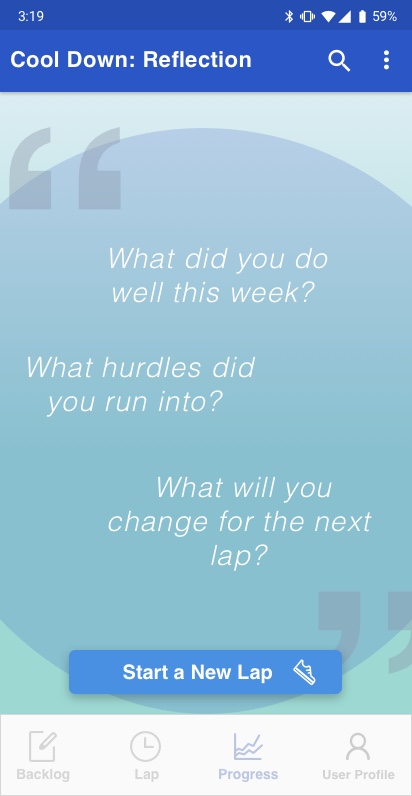 3:19
59%
Cool Down: Reflection
“
What did you do
well this week?
What hurdles did
you run into?
What will you
change for the next
lap?
”
Start a New Lap
Backlog
Lap
Progress
User Profile